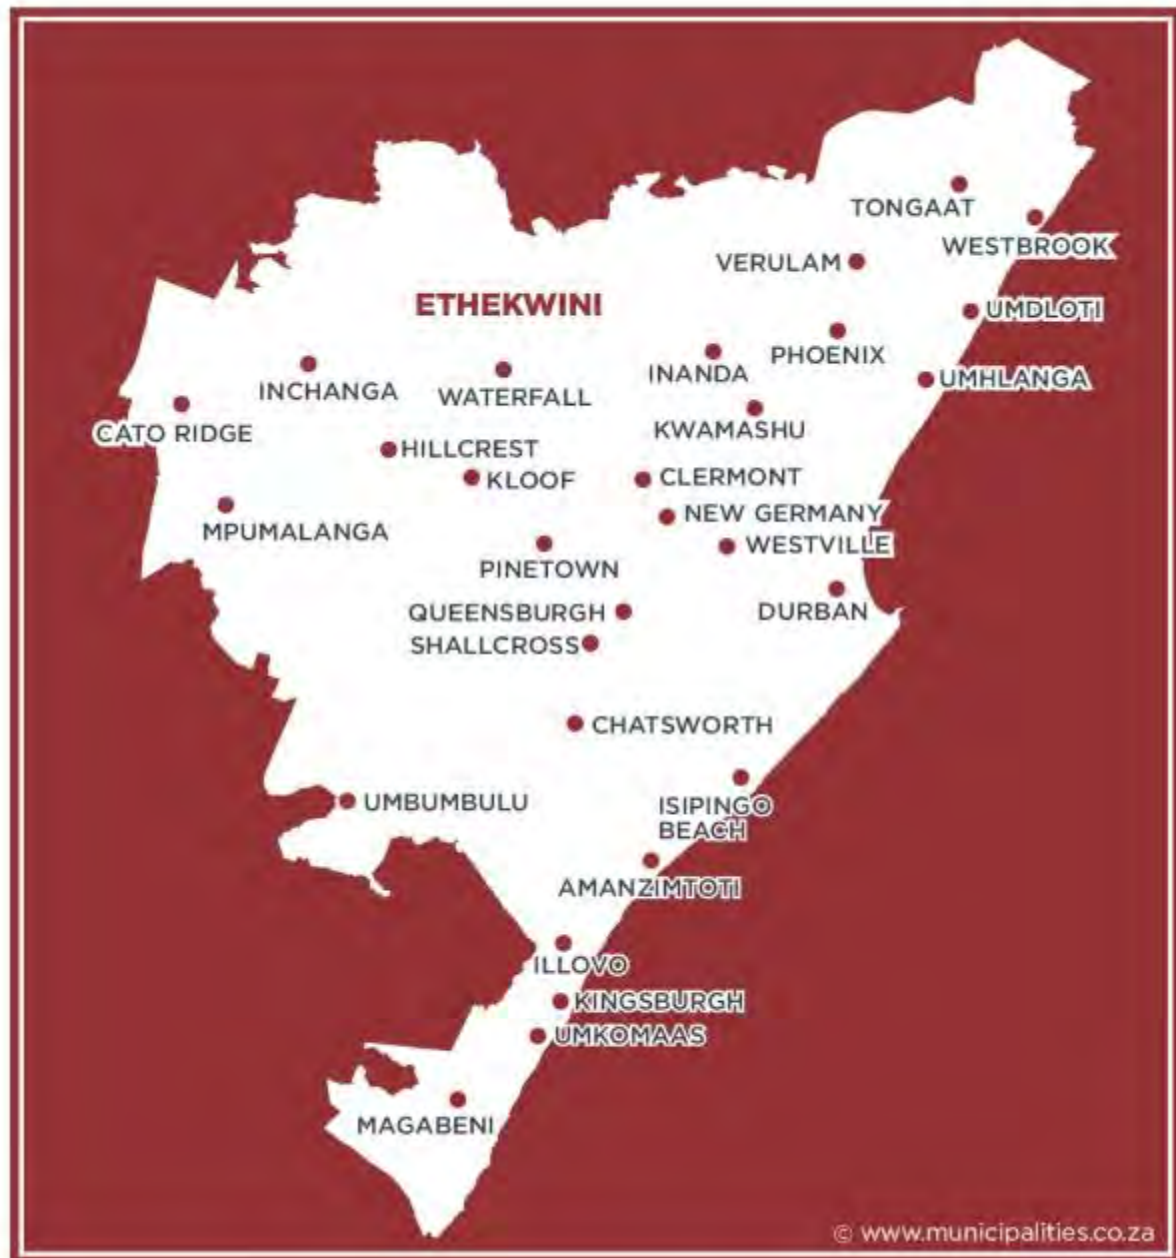 TONGAAT
WESTBROOK
VERULAM
ETHEKWINI
UMDLOTI
PHOENIX
INANDA
INCHANGA
WATERFALL
UMHLANGA
CATO RIDGE
KWAMASHU
HILLCREST
KLOOF
CLERMONT
NEW GERMANY
MPUMALANGA
WESTVILLE
PINETOWN
QUEENSBURGH
DURBAN
SHALLCROSS
CHATSWORTH
UMBUMBULU
ISIPINGO
BEACH
AMANZIMTOTI
ILLOVO
KINGSBURGH
UMKOMAAS
MAGABENI
© www.municipalities.co.za